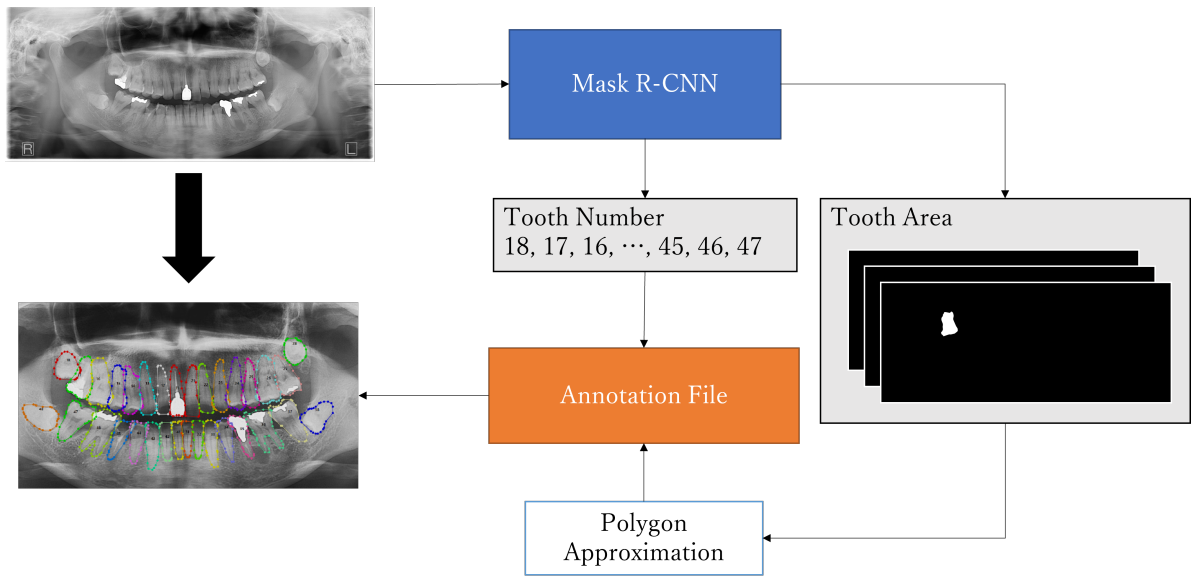 Mask R-CNN
R
L
Tooth Number
18, 17, 16, ⋯, 45, 46, 47
Tooth Area
Annotation File
Polygon
Approximation